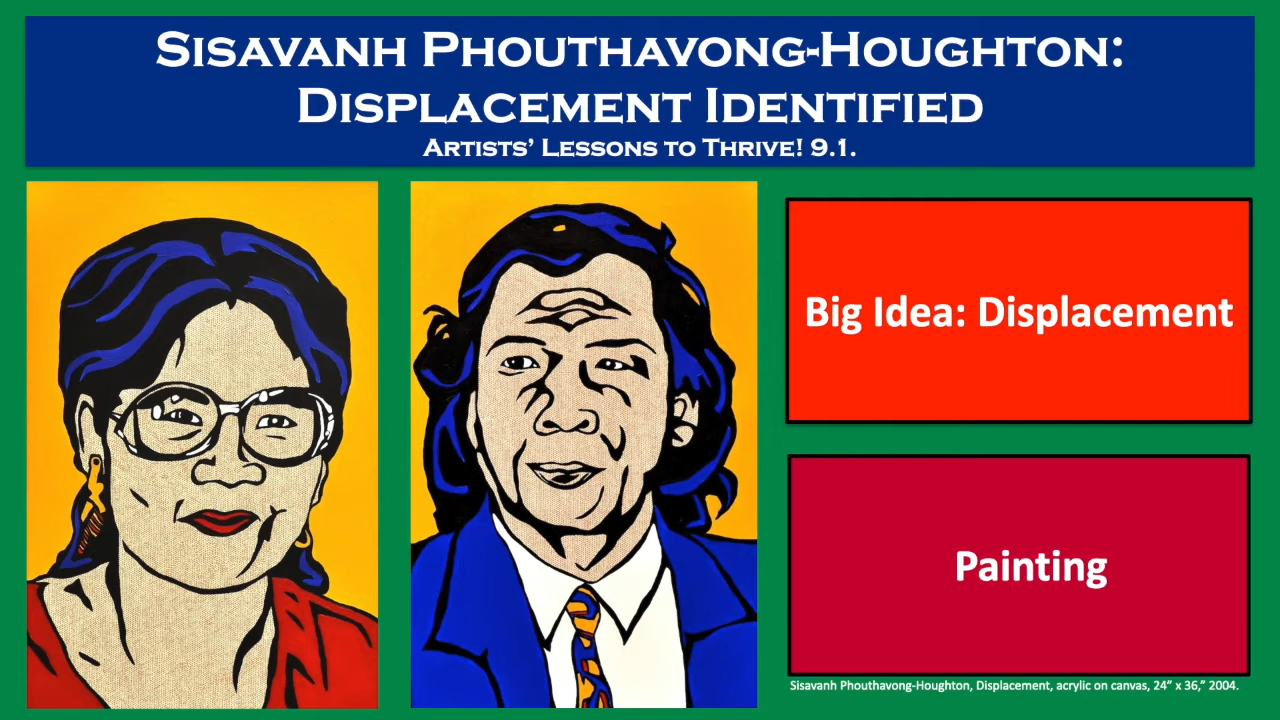 Sisavanh Phouthavong-Houghton:
Displacement Identified
Artists' Lessons to Thrive! 9.1.
Big Idea: Displacement
Painting
Sisavanh Phouthavong-Houghton, Displacement, acrylic on canvas, 24” x 36,” 2004.